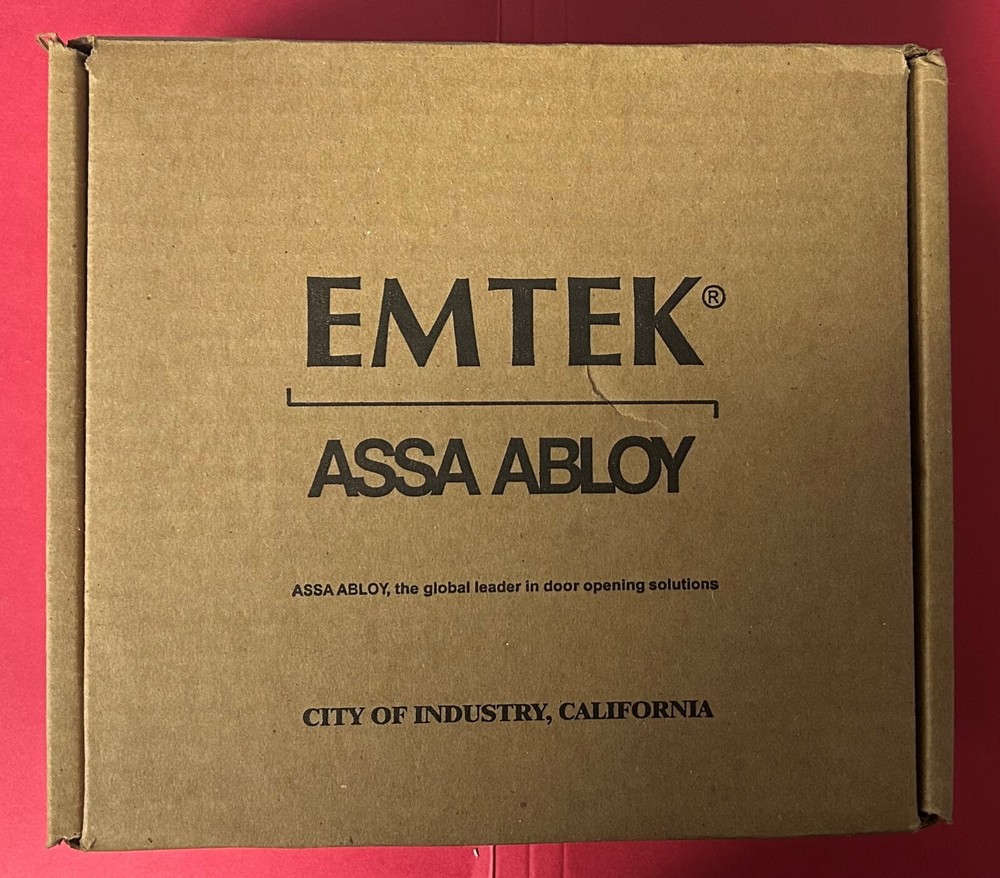 EMTEK®
ASSA ABLOY
ASSA ABLOY, the global leader in door opening solutions
CITY OF INDUSTRY, CALIFORNIA